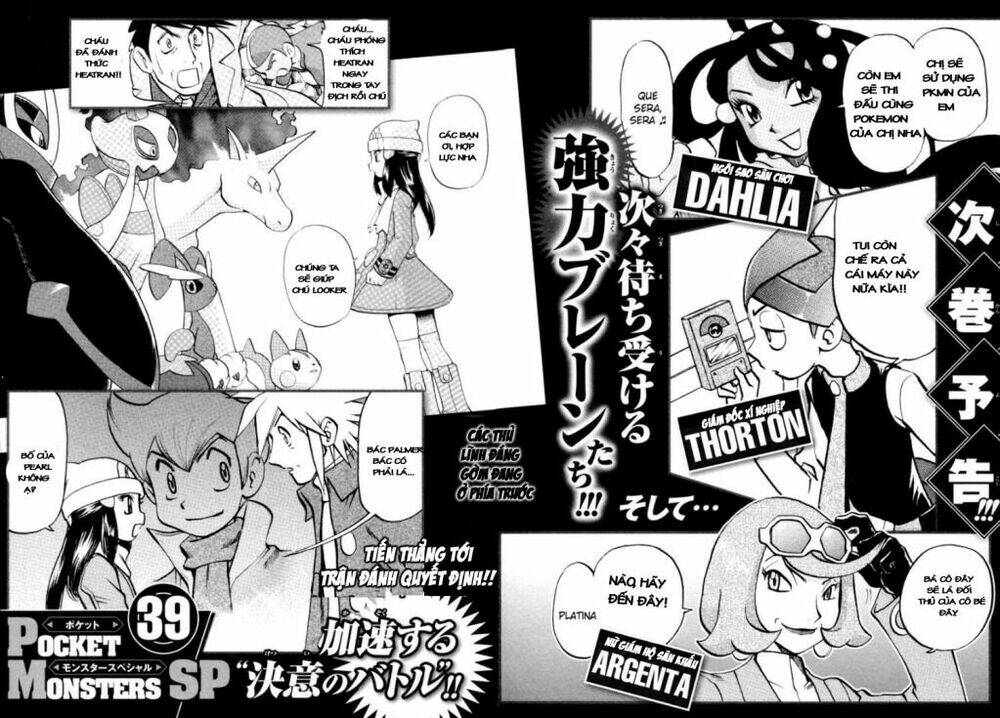 次巻予告!!!
CHỊ SẼ
SỬ DỤNG
PKMN CỦA
EM
CÒN EM
SẼ THI
ĐẤU CÙNG
POKEMON
CỦA CHỊ NHA
QUE
SERA,
SERA♫
NGÔI SAO SÂN CHƠI
DAHLIA
TUI CÒN
CHẾ RA CẢ
CÁI MÁY NÀY
NỮA KÌA!!
GIÁM ĐỐC XÍ NGHIỆP
THORTON
次々待ち受ける
強力ブレーンたち!!!
そして…
BÁ CÔ ĐÂY
SẼ LÀ ĐỐI
THỦ CỦA CÔ BÉ
ĐÂY
NÀO, HÃY
ĐẾN ĐÂY!
PLATINA
NỮ GIÁM HỘ SÂN KHẤU
ARGENTA
CHÁU...
CHÁU PHÓNG
THÍCH
HEATRAN
NGAY
TRONG TAY
ĐỊCH RỒI CHÚ
CHÁU
ĐÃ ĐÁNH
THỨC
HEATRAN!!
CÁC BẠN
ƠI, HỢP
LỰC NHA
CHÚNG TA
SẼ GIÚP
CHÚ LOOKER
CÁC THỦ
LĨNH ĐÁNG
GỜM ĐANG
Ở PHÍA TRƯỚC
BÁC PALMER
BÁC CÓ
PHẢI LÀ...
BỐ CỦA
PEARL
KHÔNG
Ạ?
TIẾN THẲNG TỚI
TRẬN ĐÁNH QUYẾT ĐỊNH!!
加速する
"決意のバトル"!!
ポケット
POCKET
モンスタースペシャル
MONSTERS SP
39